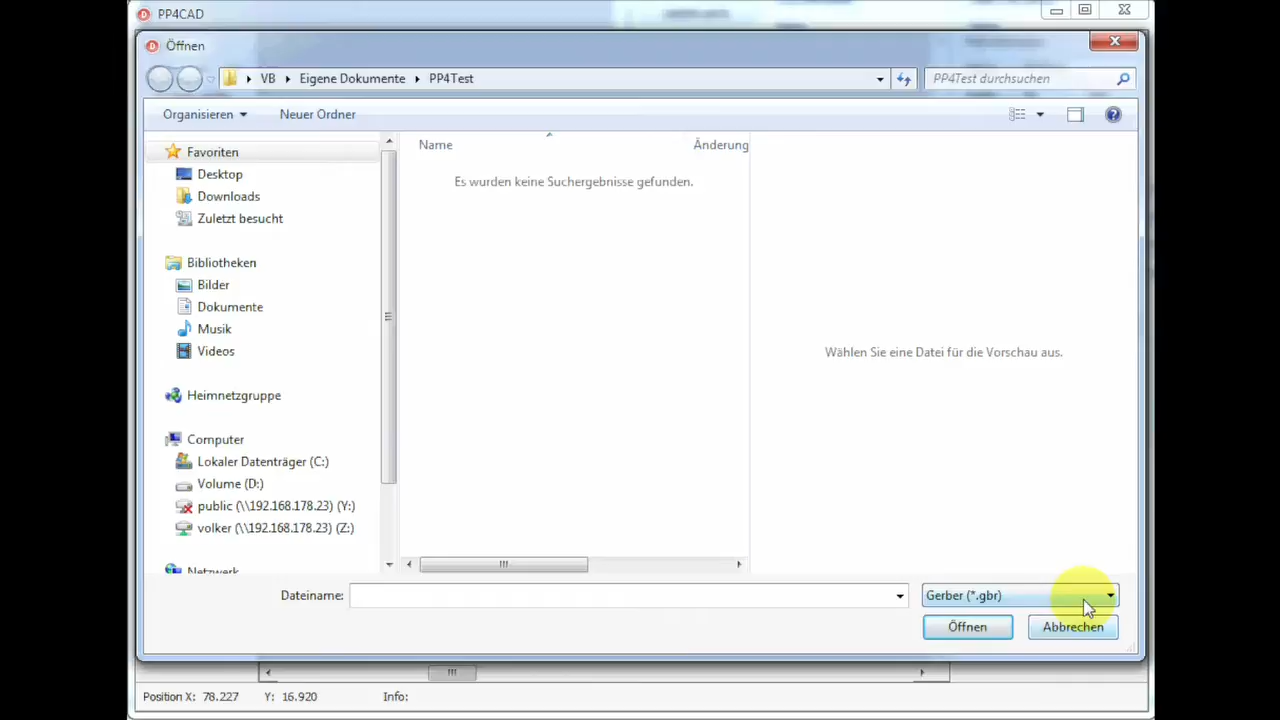 PP4CAD
Öffnen
VB Eigene Dokumente PP4Test
PP4Test durchsuchen
Organisieren Neuer Ordner
Name Änderung
Es wurden keine Suchergebnisse gefunden.
Favoriten
Desktop
Downloads
Zuletzt besucht
Bibliotheken
Bilder
Dokumente
Musik
Videos
Heimnetzgruppe
Computer
Lokaler Datenträger (C:)
Volume (D:)
public (\\192.168.178.23) (Y:)
volker (\\192.168.178.23) (Z:)
Netzwerk
Wählen Sie eine Datei für die Vorschau aus.
Dateiname:
Gerber (*.gbr)
Öffnen Abbrechen
Position X: 78.227 Y: 16.920 Info: